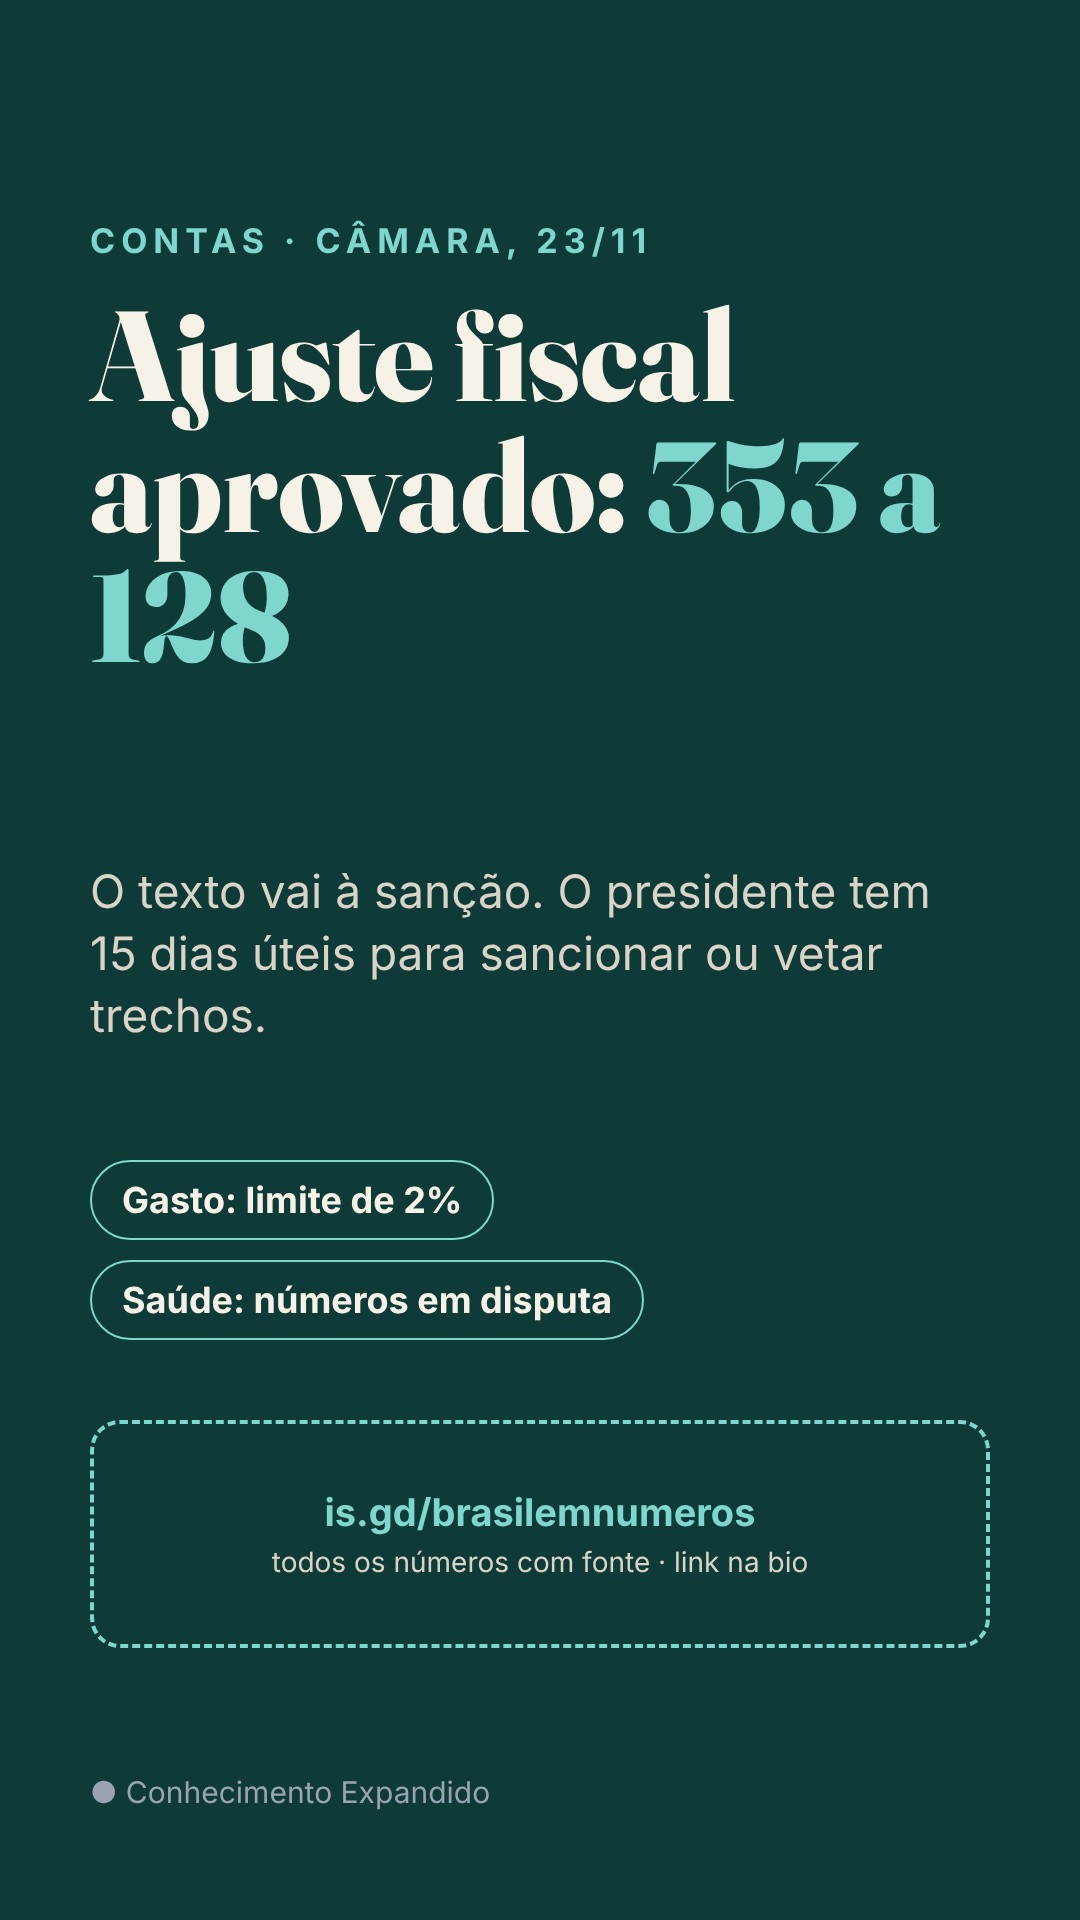 CONTAS · CÂMARA, 23/11
Ajuste fiscal
aprovado: 353 a
128
O texto vai à sanção. O presidente tem
15 dias úteis para sancionar ou vetar
trechos.
Gasto: limite de 2%
Saúde: números em disputa
is.gd/brasilemnumeros
todos os números com fonte · link na bio
Conhecimento Expandido